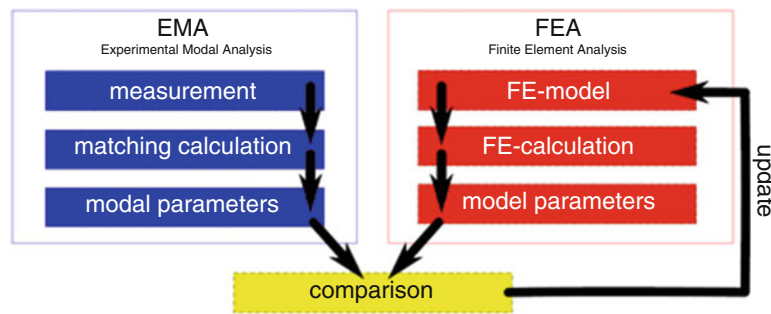 EMA
Experimental Modal Analysis
measurement
matching calculation
modal parameters
FEA
Finite Element Analysis
FE-model
FE-calculation
model parameters
update
comparison